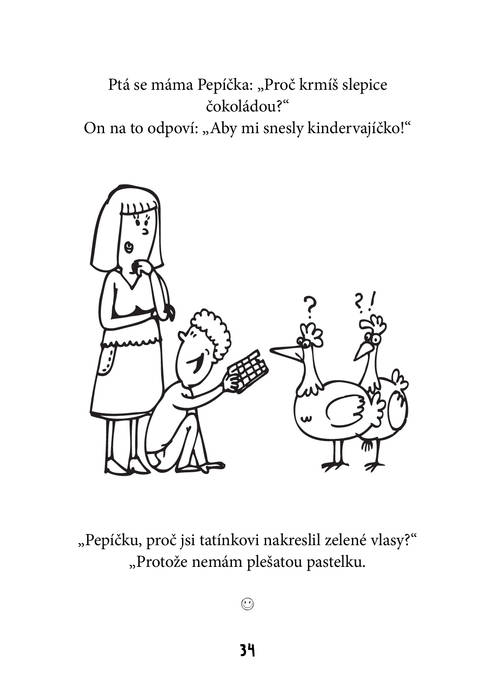 Ptá se máma Pepíčka: „Proč krmíš slepice
čokoládou?“
On na to odpoví: „Aby mi snesly kindervajíčko!“
?
?!
„Pepíčku, proč jsi tatínkovi nakreslil zelené vlasy?“
„Protože nemám plešatou pastelku.
34